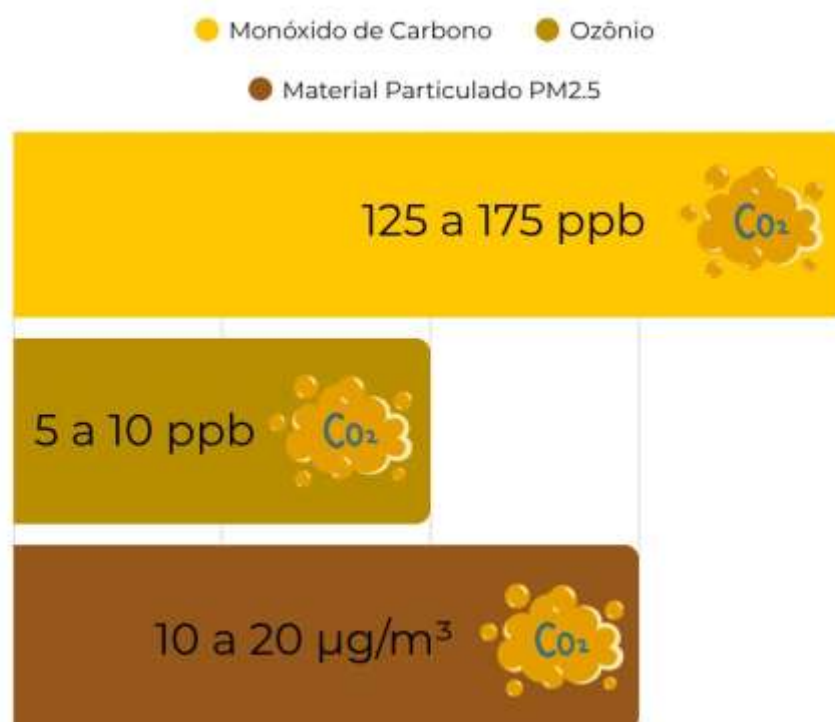 Monóxido de Carbono Ozônio
Material Particulado PM2.5
125 a 175 ppb CO₂
5 a 10 ppb CO₂
10 a 20 µg/m³ CO₂